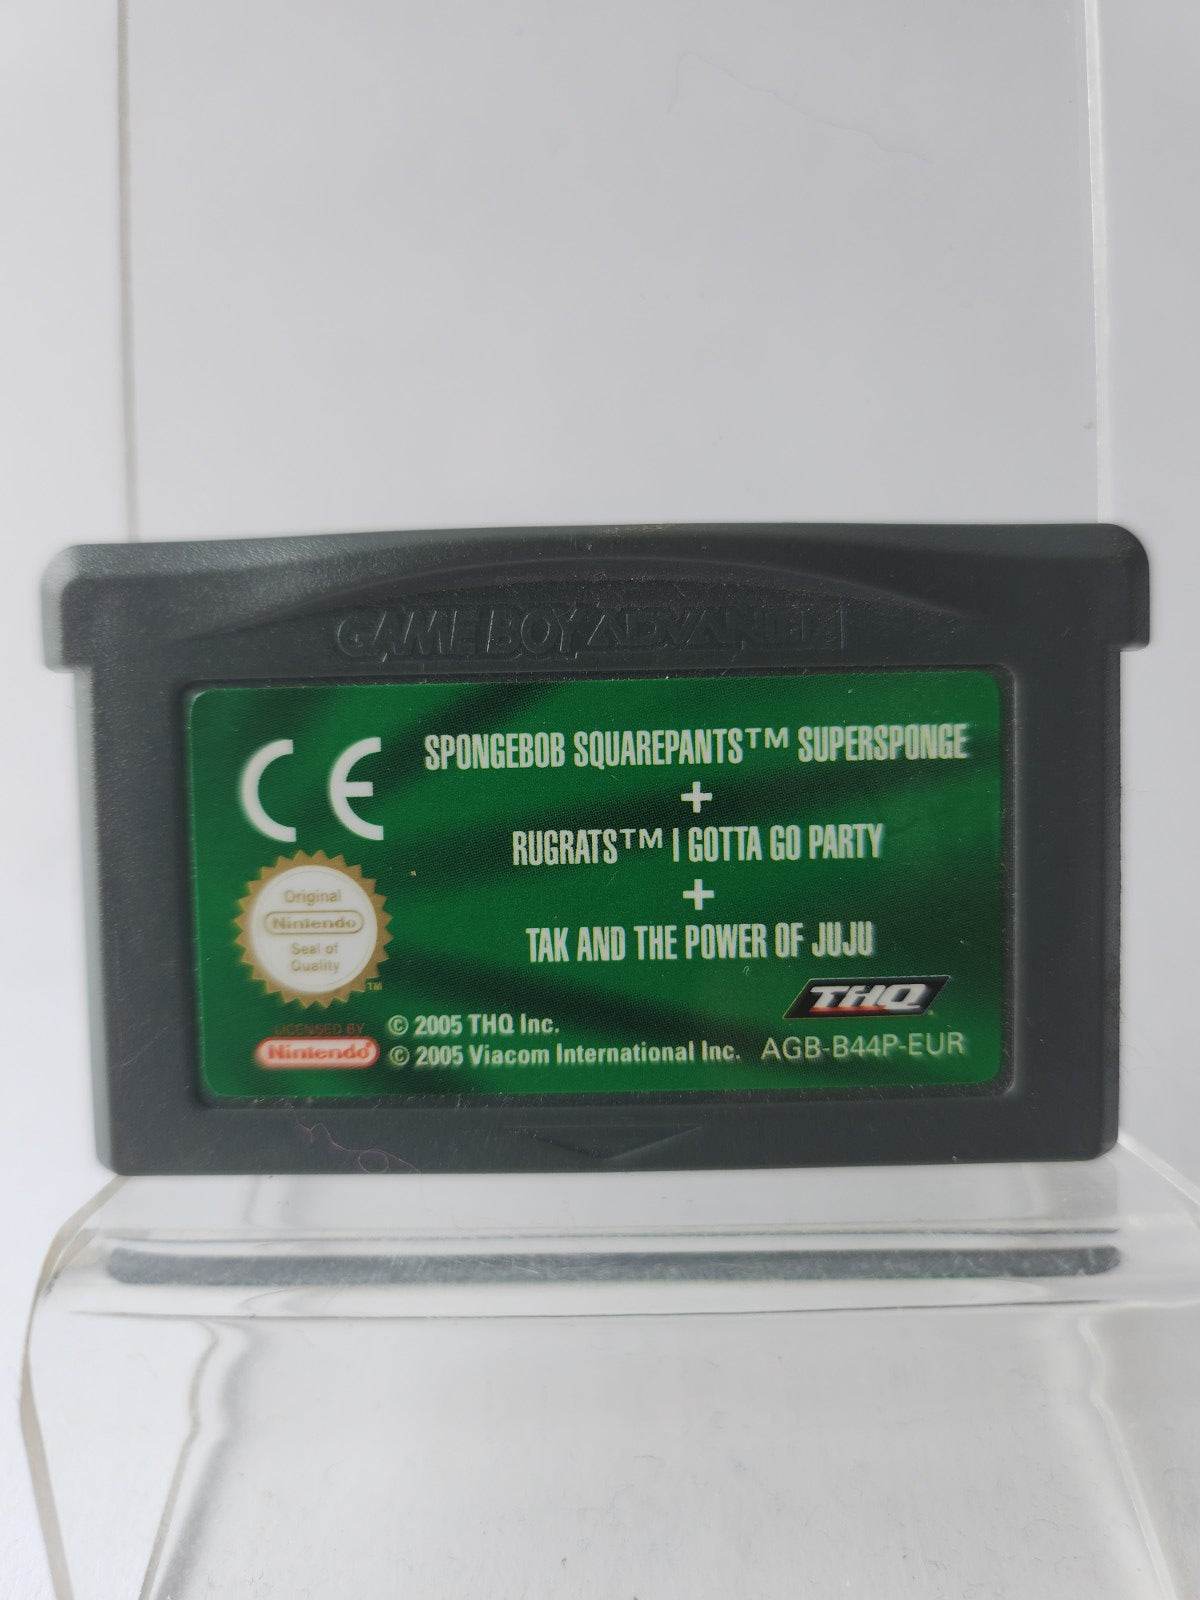 GAME BOY ADVANCE
CE
SPONGEBOB SQUAREPANTS™ SUPERSPONGE
+
RUGRATS™ I GOTTA GO PARTY
+
TAK AND THE POWER OF JUJU
Original
Nintendo
Seal of
Quality
TM
THQ
LICENSED BY
Nintendo®
© 2005 THQ Inc.
© 2005 Viacom International Inc.
AGB-B44P-EUR